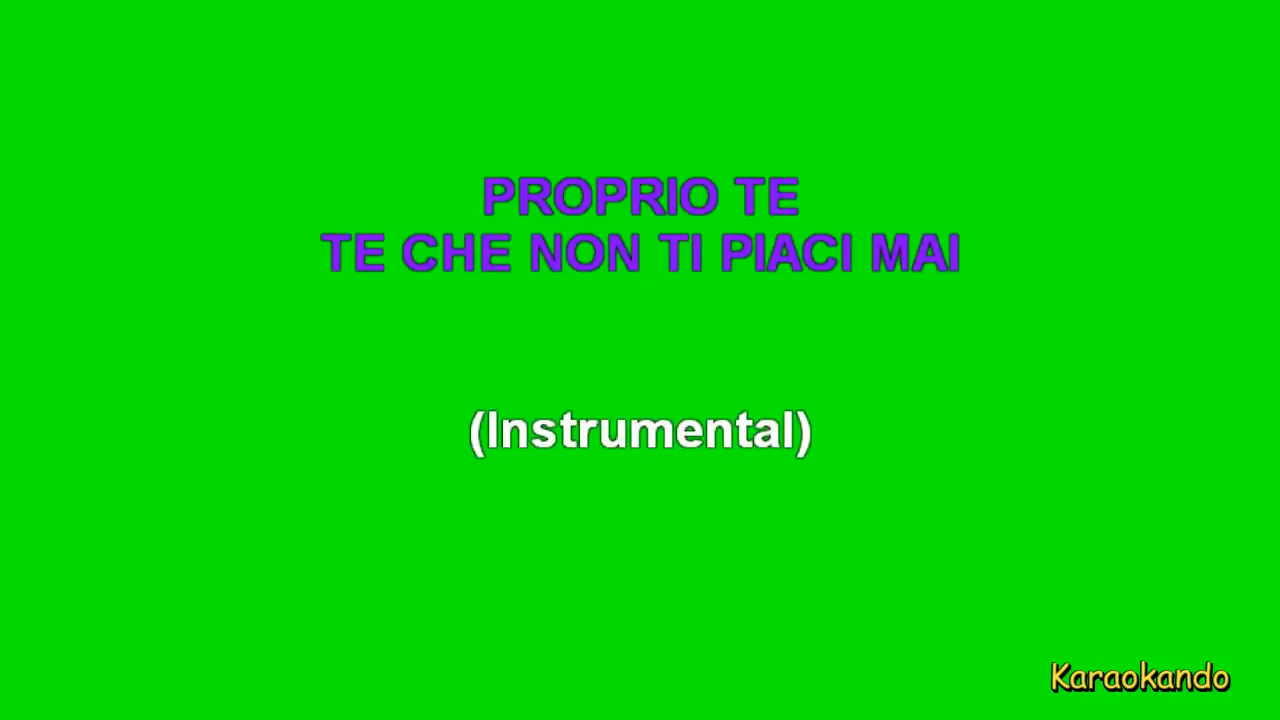 PROPRIO TE
TE CHE NON TI PIACI MAI
(Instrumental)
Karaokando